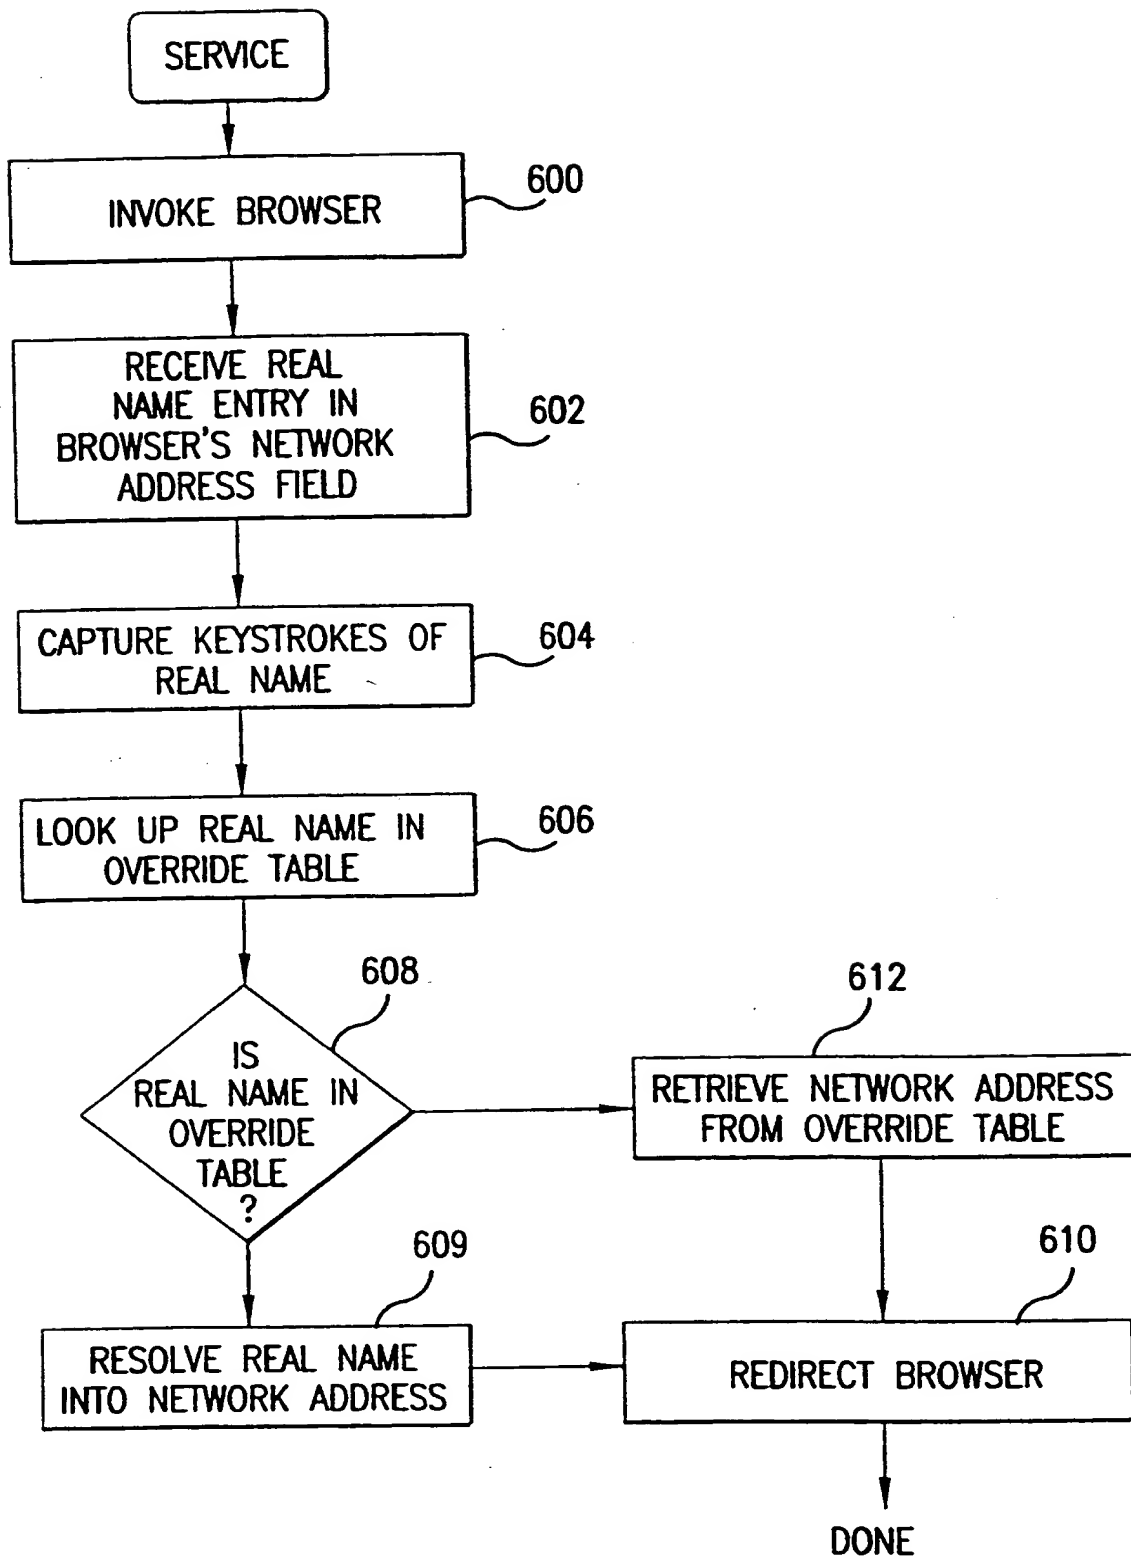 SERVICE
INVOKE BROWSER
600
RECEIVE REAL
NAME ENTRY IN
BROWSER'S NETWORK
ADDRESS FIELD
602
CAPTURE KEYSTROKES OF
REAL NAME
604
LOOK UP REAL NAME IN
OVERRIDE TABLE
606
608
IS
REAL NAME IN
OVERRIDE
TABLE
?
612
RETRIEVE NETWORK ADDRESS
FROM OVERRIDE TABLE
609
RESOLVE REAL NAME
INTO NETWORK ADDRESS
610
REDIRECT BROWSER
DONE